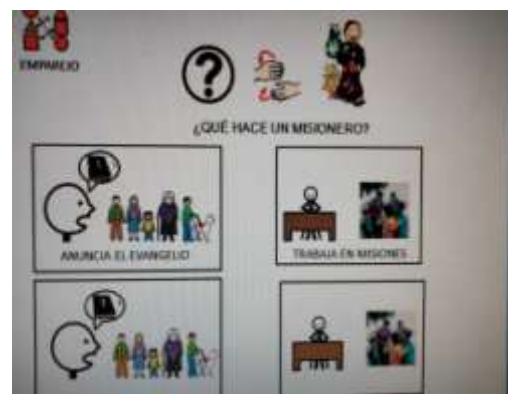 EMPAREJO
¿QUÉ HACE UN MISIONERO?
ANUNCIA EL EVANGELIO
TRABAJA EN MISIONES